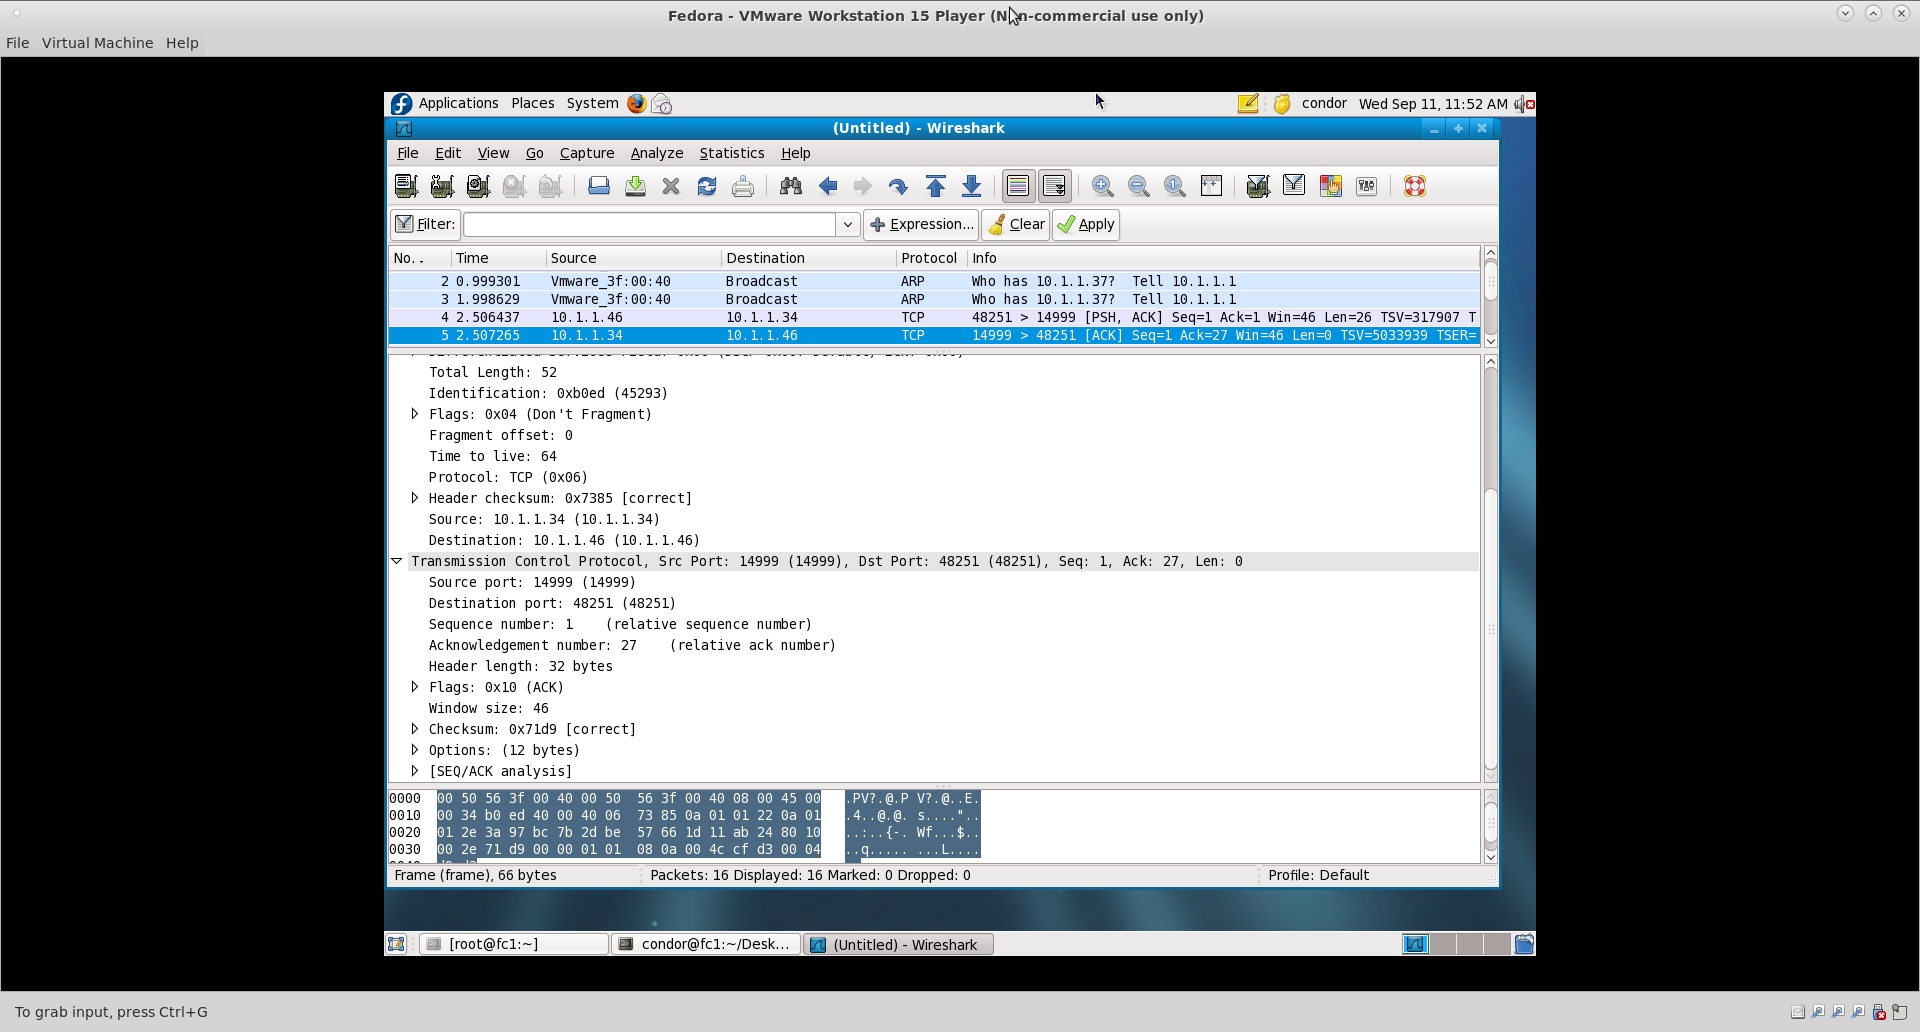 Fedora - VMware Workstation 15 Player (Non-commercial use only)
File Virtual Machine Help
Applications Places System condor Wed Sep 11, 11:52 AM
(Untitled) - Wireshark
File Edit View Go Capture Analyze Statistics Help
Filter: Expression... Clear Apply
No. . Time Source Destination Protocol Info
2 0.999301 Vmware_3f:00:40 Broadcast ARP Who has 10.1.1.37? Tell 10.1.1.1
3 1.998629 Vmware_3f:00:40 Broadcast ARP Who has 10.1.1.37? Tell 10.1.1.1
4 2.506437 10.1.1.46 10.1.1.34 TCP 48251 > 14999 [PSH, ACK] Seq=1 Ack=1 Win=46 Len=26 TSV=317907 T
5 2.507265 10.1.1.34 10.1.1.46 TCP 14999 > 48251 [ACK] Seq=1 Ack=27 Win=46 Len=0 TSV=5033939 TSER=
Total Length: 52
Identification: 0xb0ed (45293)
Flags: 0x04 (Don't Fragment)
Fragment offset: 0
Time to live: 64
Protocol: TCP (0x06)
Header checksum: 0x7385 [correct]
Source: 10.1.1.34 (10.1.1.34)
Destination: 10.1.1.46 (10.1.1.46)
Transmission Control Protocol, Src Port: 14999 (14999), Dst Port: 48251 (48251), Seq: 1, Ack: 27, Len: 0
Source port: 14999 (14999)
Destination port: 48251 (48251)
Sequence number: 1 (relative sequence number)
Acknowledgement number: 27 (relative ack number)
Header length: 32 bytes
Flags: 0x10 (ACK)
Window size: 46
Checksum: 0x71d9 [correct]
Options: (12 bytes)
[SEQ/ACK analysis]
0000 00 50 56 3f 00 40 00 50 56 3f 00 40 08 00 45 00 .PV?.@.P V?.@..E.
0010 00 34 b0 ed 40 00 40 06 73 85 0a 01 01 22 0a 01 .4..@.@. s...."..
0020 01 2e 3a 97 bc 7b 2d be 57 66 1d 11 ab 24 80 10 ..:..{-. Wf...$..
0030 00 2e 71 d9 00 00 01 01 08 0a 00 4c cf d3 00 04 ..q..... ...L....
Frame (frame), 66 bytes Packets: 16 Displayed: 16 Marked: 0 Dropped: 0 Profile: Default
[root@fc1:~] condor@fc1:~/Desk... (Untitled) - Wireshark
To grab input, press Ctrl+G